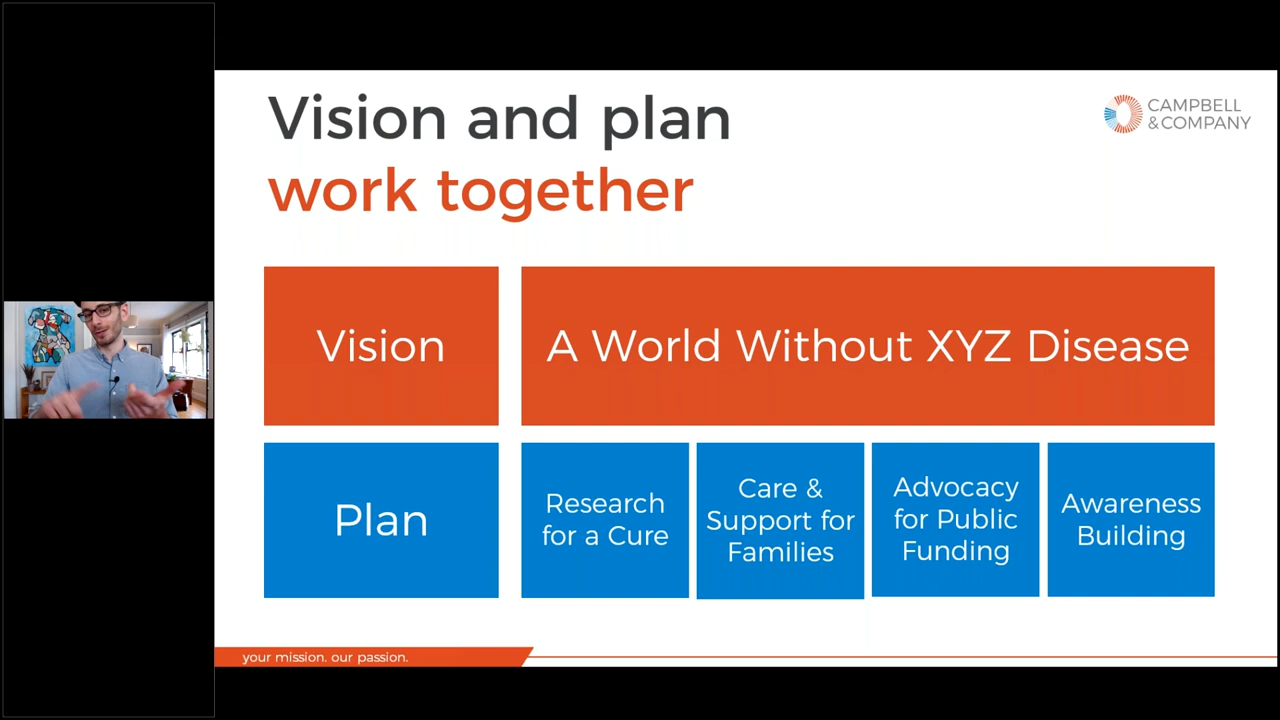 Vision and plan
work together
CAMPBELL
&COMPANY
Vision
A World Without XYZ Disease
Plan
Research
for a Cure
Care &
Support for
Families
Advocacy
for Public
Funding
Awareness
Building
your mission. our passion.